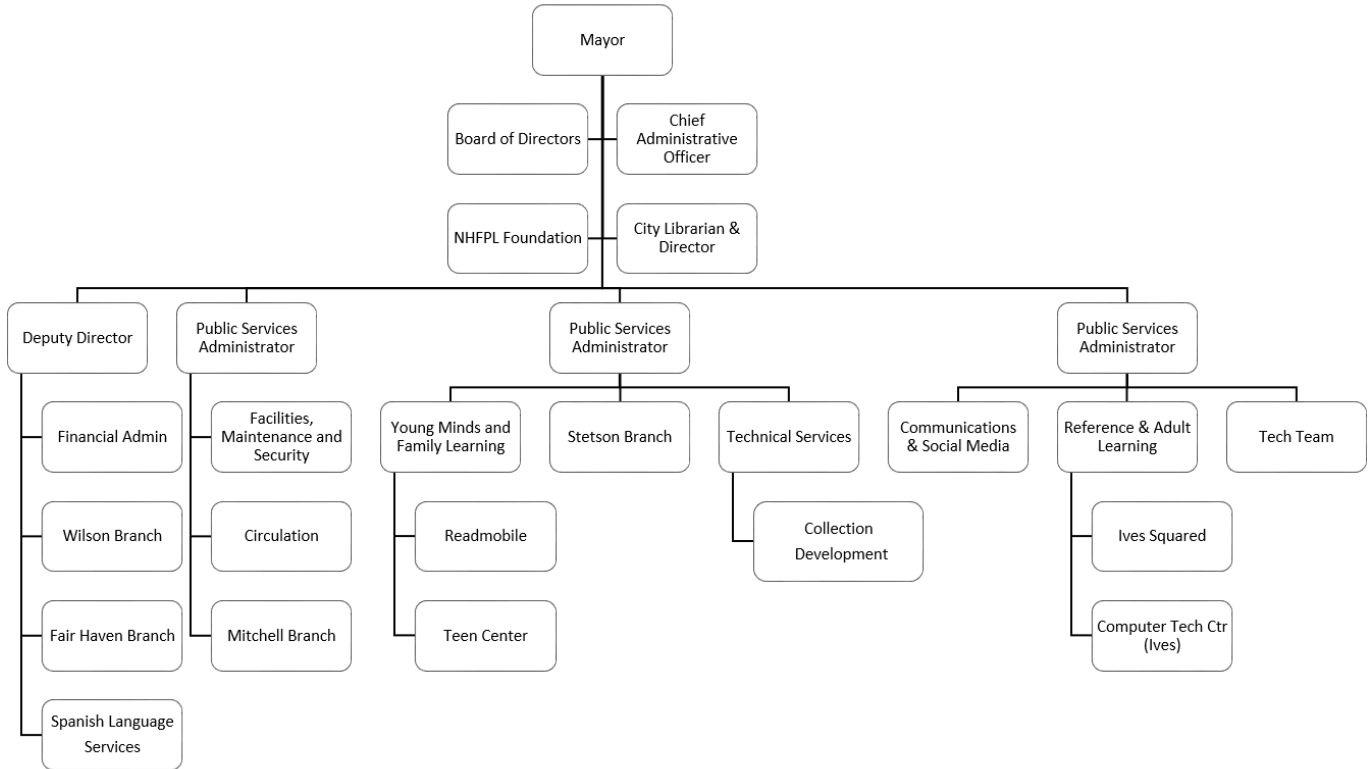 Mayor
Board of Directors
Chief
Administrative
Officer
NHFPL Foundation
City Librarian &
Director
Deputy Director
Public Services
Administrator
Public Services
Administrator
Public Services
Administrator
Financial Admin
Wilson Branch
Fair Haven Branch
Spanish Language
Services
Facilities,
Maintenance and
Security
Circulation
Mitchell Branch
Young Minds and
Family Learning
Readmobile
Teen Center
Stetson Branch
Technical Services
Collection
Development
Communications
& Social Media
Reference & Adult
Learning
Ives Squared
Computer Tech Ctr
(Ives)
Tech Team